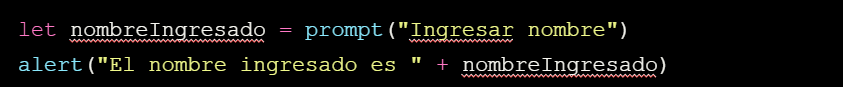 let nombreIngresado = prompt("Ingresar nombre")
alert("El nombre ingresado es " + nombreIngresado)